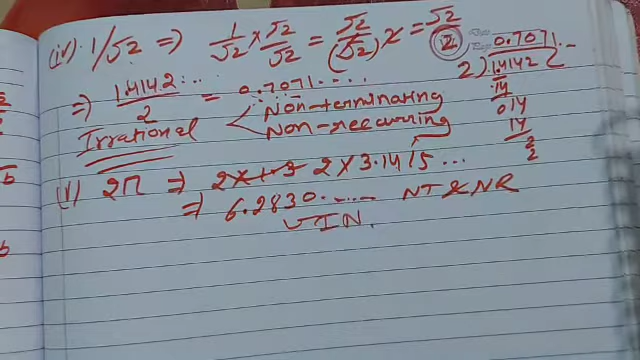 (iv). 1/√2 ⇒ 1/√2 × √2/√2 = √2/(√2)² = √2/2
⇒ 1.4142.../2 = 0.7071....
Irrational < Non-terminating
Non-reccurring
0.7071...
2)1.4142
14
014
14
2
2
(v) 2π ⇒ 2 × 3.1415...
⇒ 6.2830..... NT & NR
IN.